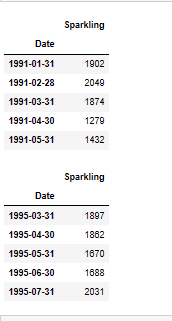 Sparkling
Date
1991-01-31 1902
1991-02-28 2049
1991-03-31 1874
1991-04-30 1279
1991-05-31 1432
Sparkling
Date
1995-03-31 1897
1995-04-30 1862
1995-05-31 1670
1995-06-30 1688
1995-07-31 2031